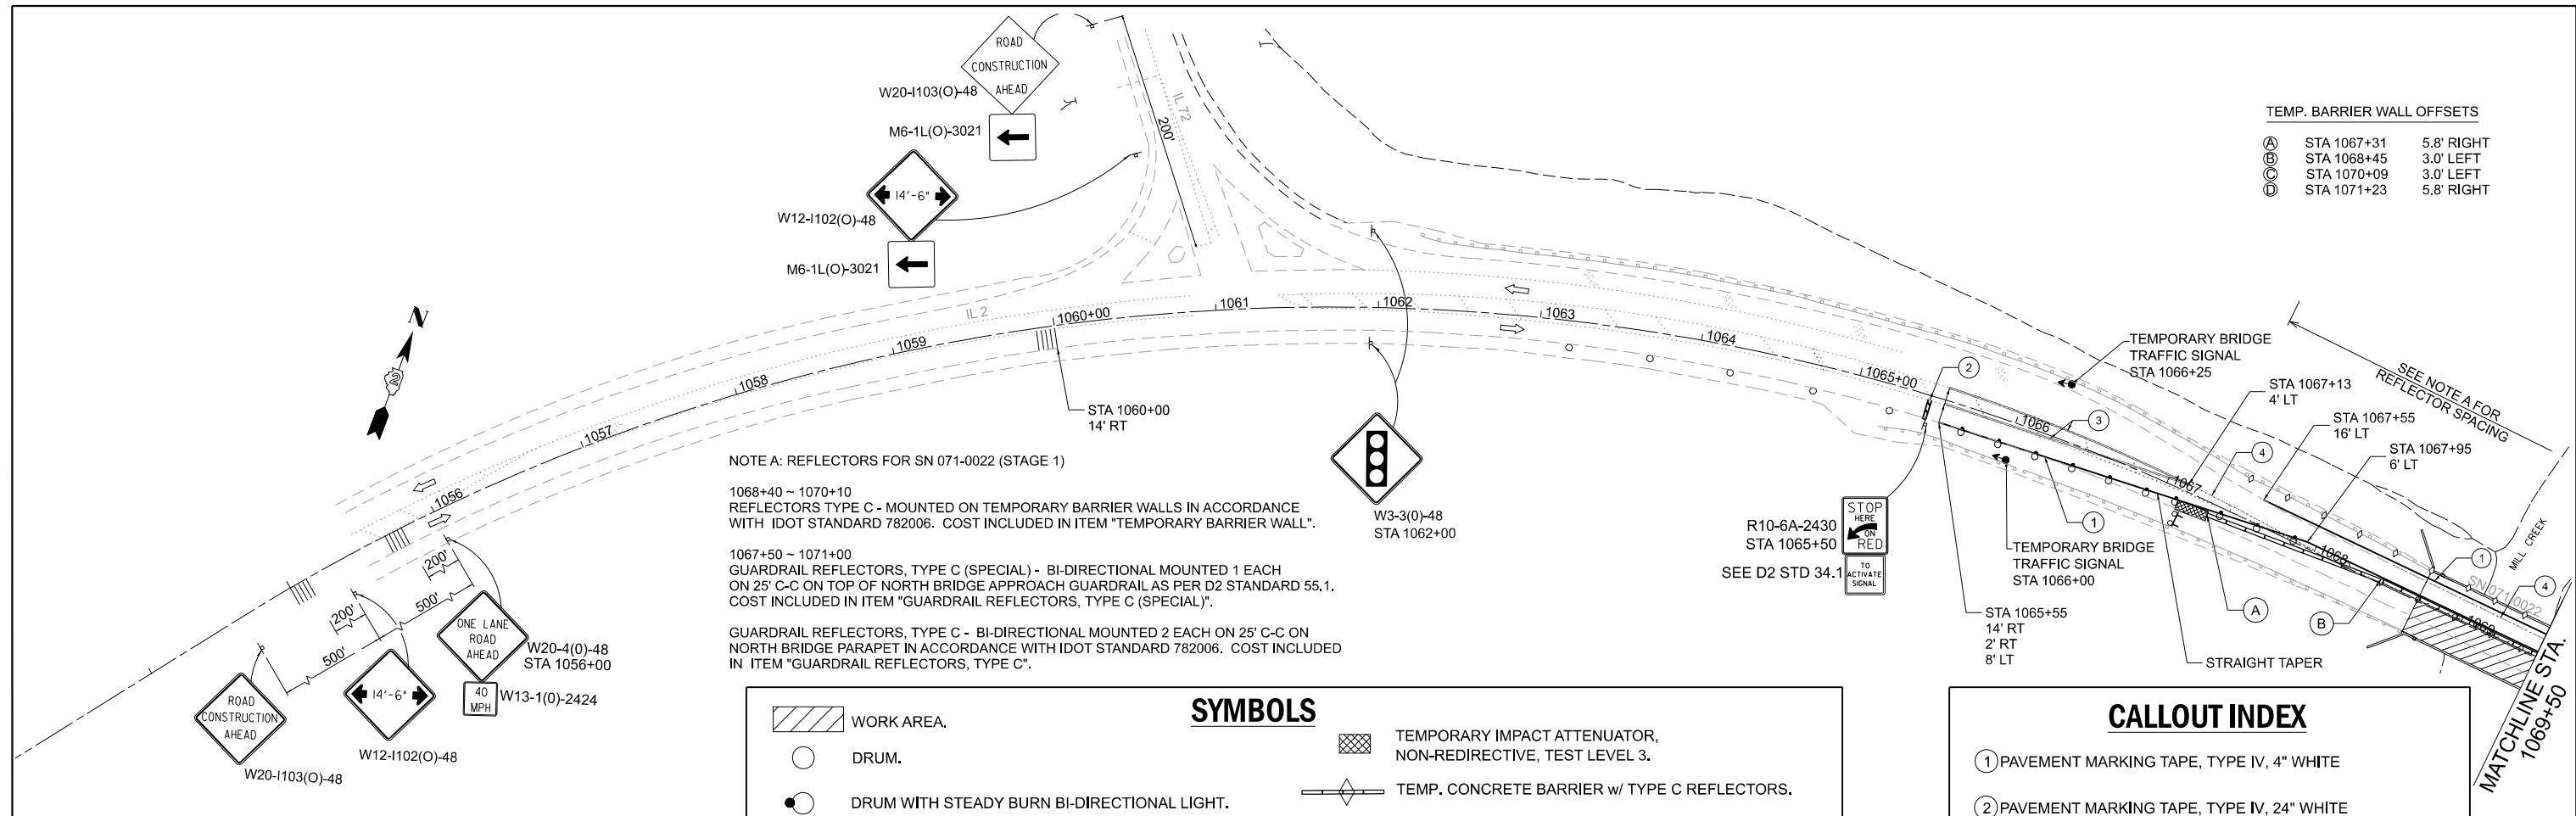 ROAD
CONSTRUCTION
AHEAD
W20-I103(O)-48
M6-1L(O)-3021
14'-6"
W12-I102(O)-48
M6-1L(O)-3021
IL 72
200'
TEMP. BARRIER WALL OFFSETS
A STA 1067+31 5.8' RIGHT
B STA 1068+45 3.0' LEFT
C STA 1070+09 3.0' LEFT
D STA 1071+23 5.8' RIGHT
N
2
IL 2
1056
1057
1058
1059
1060+00
1061
1062
1063
1064
1065+00
1066
1067
1068
1069
STA 1060+00
14' RT
2
3
4
1
TEMPORARY BRIDGE
TRAFFIC SIGNAL
STA 1066+25
STA 1067+13
4' LT
STA 1067+55
16' LT
STA 1067+95
6' LT
SEE NOTE A FOR
REFLECTOR SPACING
MILL CREEK
SN 071-0022
1
4
A
B
TEMPORARY BRIDGE
TRAFFIC SIGNAL
STA 1066+00
STA 1065+55
14' RT
2' RT
8' LT
STRAIGHT TAPER
MATCHLINE STA.
1069+50
STOP
HERE
ON
RED
R10-6A-2430
STA 1065+50
TO
ACTIVATE
SIGNAL
SEE D2 STD 34.1
W3-3(0)-48
STA 1062+00
NOTE A: REFLECTORS FOR SN 071-0022 (STAGE 1)
1068+40 ~ 1070+10
REFLECTORS TYPE C - MOUNTED ON TEMPORARY BARRIER WALLS IN ACCORDANCE
WITH IDOT STANDARD 782006. COST INCLUDED IN ITEM "TEMPORARY BARRIER WALL".
1067+50 ~ 1071+00
GUARDRAIL REFLECTORS, TYPE C (SPECIAL) - BI-DIRECTIONAL MOUNTED 1 EACH
ON 25' C-C ON TOP OF NORTH BRIDGE APPROACH GUARDRAIL AS PER D2 STANDARD 55.1.
COST INCLUDED IN ITEM "GUARDRAIL REFLECTORS, TYPE C (SPECIAL)".
GUARDRAIL REFLECTORS, TYPE C - BI-DIRECTIONAL MOUNTED 2 EACH ON 25' C-C ON
NORTH BRIDGE PARAPET IN ACCORDANCE WITH IDOT STANDARD 782006. COST INCLUDED
IN ITEM "GUARDRAIL REFLECTORS, TYPE C".
200'
500'
200'
500'
ONE LANE
ROAD
AHEAD
W20-4(0)-48
STA 1056+00
40
MPH
W13-1(0)-2424
14'-6"
W12-I102(O)-48
ROAD
CONSTRUCTION
AHEAD
W20-I103(O)-48
SYMBOLS
WORK AREA.
DRUM.
DRUM WITH STEADY BURN BI-DIRECTIONAL LIGHT.
TEMPORARY IMPACT ATTENUATOR,
NON-REDIRECTIVE, TEST LEVEL 3.
TEMP. CONCRETE BARRIER w/ TYPE C REFLECTORS.
CALLOUT INDEX
1 PAVEMENT MARKING TAPE, TYPE IV, 4" WHITE
2 PAVEMENT MARKING TAPE, TYPE IV, 24" WHITE